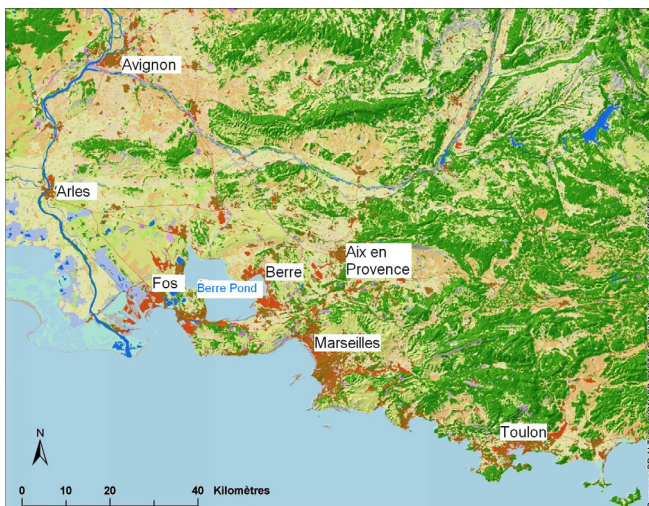 Avignon
Arles
Aix en
Provence
Berre
Fos
Berre Pond
Marseilles
Toulon
N
0 10 20 40 Kilomètres